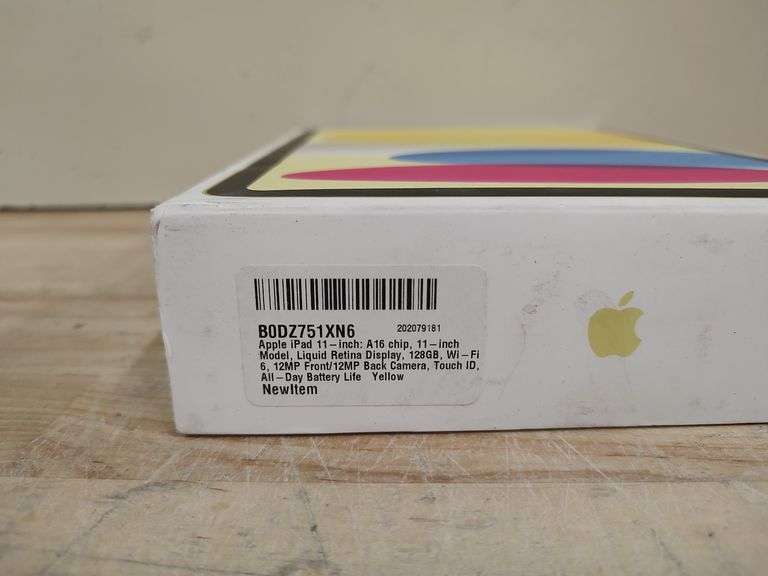 B0DZ751XN6 202079181
Apple iPad 11-inch: A16 chip, 11-inch
Model, Liquid Retina Display, 128GB, Wi-Fi
6, 12MP Front/12MP Back Camera, Touch ID,
All-Day Battery Life Yellow
NewItem